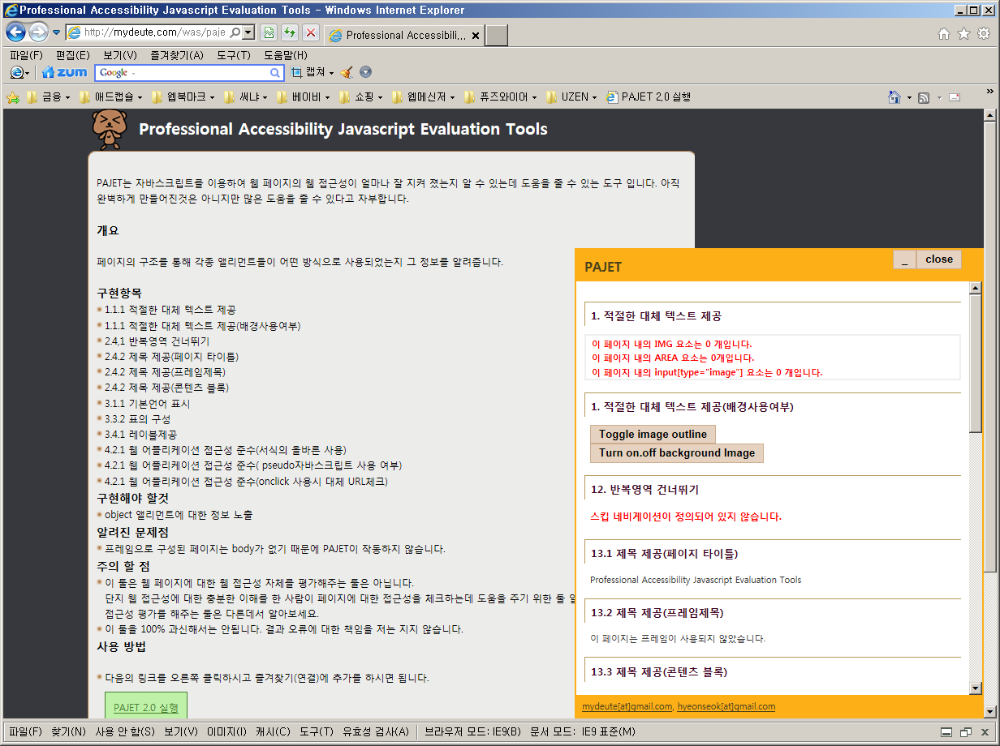 Professional Accessibility Javascript Evaluation Tools - Windows Internet Explorer
http://mydeute.com/was/paje
Professional Accessibili...
파일(F) 편집(E) 보기(V) 즐겨찾기(A) 도구(T) 도움말(H)
zum Google 캡쳐
금융 애드캡슐 웹북마크 써냐 베이비 쇼핑 웹메신저 퓨즈와이어 UZEN PAJET 2.0 실행
Professional Accessibility Javascript Evaluation Tools
PAJET는 자바스크립트를 이용하여 웹 페이지의 웹 접근성이 얼마나 잘 지켜 졌는지 알 수 있는데 도움을 줄 수 있는 도구 입니다. 아직
완벽하게 만들어진것은 아니지만 많은 도움을 줄 수 있다고 자부합니다.
개요
페이지의 구조를 통해 각종 앨리먼트들이 어떤 방식으로 사용되었는지 그 정보를 알려줍니다.
구현항목
1.1.1 적절한 대체 텍스트 제공
1.1.1 적절한 대체 텍스트 제공(배경사용여부)
2.4,1 반복영역 건너뛰기
2.4.2 제목 제공(페이지 타이틀)
2.4.2 제목 제공(프레임제목)
2.4.2 제목 제공(콘텐츠 블록)
3.1.1 기본언어 표시
3.3.2 표의 구성
3.4.1 레이블제공
4.2.1 웹 어플리케이션 접근성 준수(서식의 올바른 사용)
4.2.1 웹 어플리케이션 접근성 준수( pseudo자바스크립트 사용 여부)
4.2.1 웹 어플리케이션 접근성 준수(onclick 사용시 대체 URL체크)
구현해야 할것
object 앨리먼트에 대한 정보 노출
알려진 문제점
프레임으로 구성된 페이지는 body가 없기 때문에 PAJET이 작동하지 않습니다.
주의 할 점
이 툴은 웹 페이지에 대한 웹 접근성 자체를 평가해주는 툴은 아닙니다.
단지 웹 접근성에 대한 충분한 이해를 한 사람이 페이지에 대한 접근성을 체크하는데 도움을 주기 위한 툴
접근성 평가를 해주는 툴은 다른데서 알아보세요.
이 툴을 100% 과신해서는 안됩니다. 결과 오류에 대한 책임을 저는 지지 않습니다.
사용 방법
다음의 링크를 오른쪽 클릭하시고 즐겨찾기(연결)에 추가를 하시면 됩니다.
PAJET 2.0 실행
PAJET _ close
1. 적절한 대체 텍스트 제공
이 페이지 내의 IMG 요소는 0 개입니다.
이 페이지 내의 AREA 요소는 0개입니다.
이 페이지 내의 input[type="image"] 요소는 0 개입니다.
1. 적절한 대체 텍스트 제공(배경사용여부)
Toggle image outline
Turn on.off background Image
12. 반복영역 건너뛰기
스킵 네비게이션이 정의되어 있지 않습니다.
13.1 제목 제공(페이지 타이틀)
Professional Accessibility Javascript Evaluation Tools
13.2 제목 제공(프레임제목)
이 페이지는 프레임이 사용되지 않았습니다.
13.3 제목 제공(콘텐츠 블록)
mydeute[at]gmail.com, hyeonseok[at]gmail.com
파일(F) 찾기(N) 사용 안 함(S) 보기(V) 이미지(I) 캐시(C) 도구(T) 유효성 검사(A) 브라우저 모드: IE9(B) 문서 모드: IE9 표준(M)